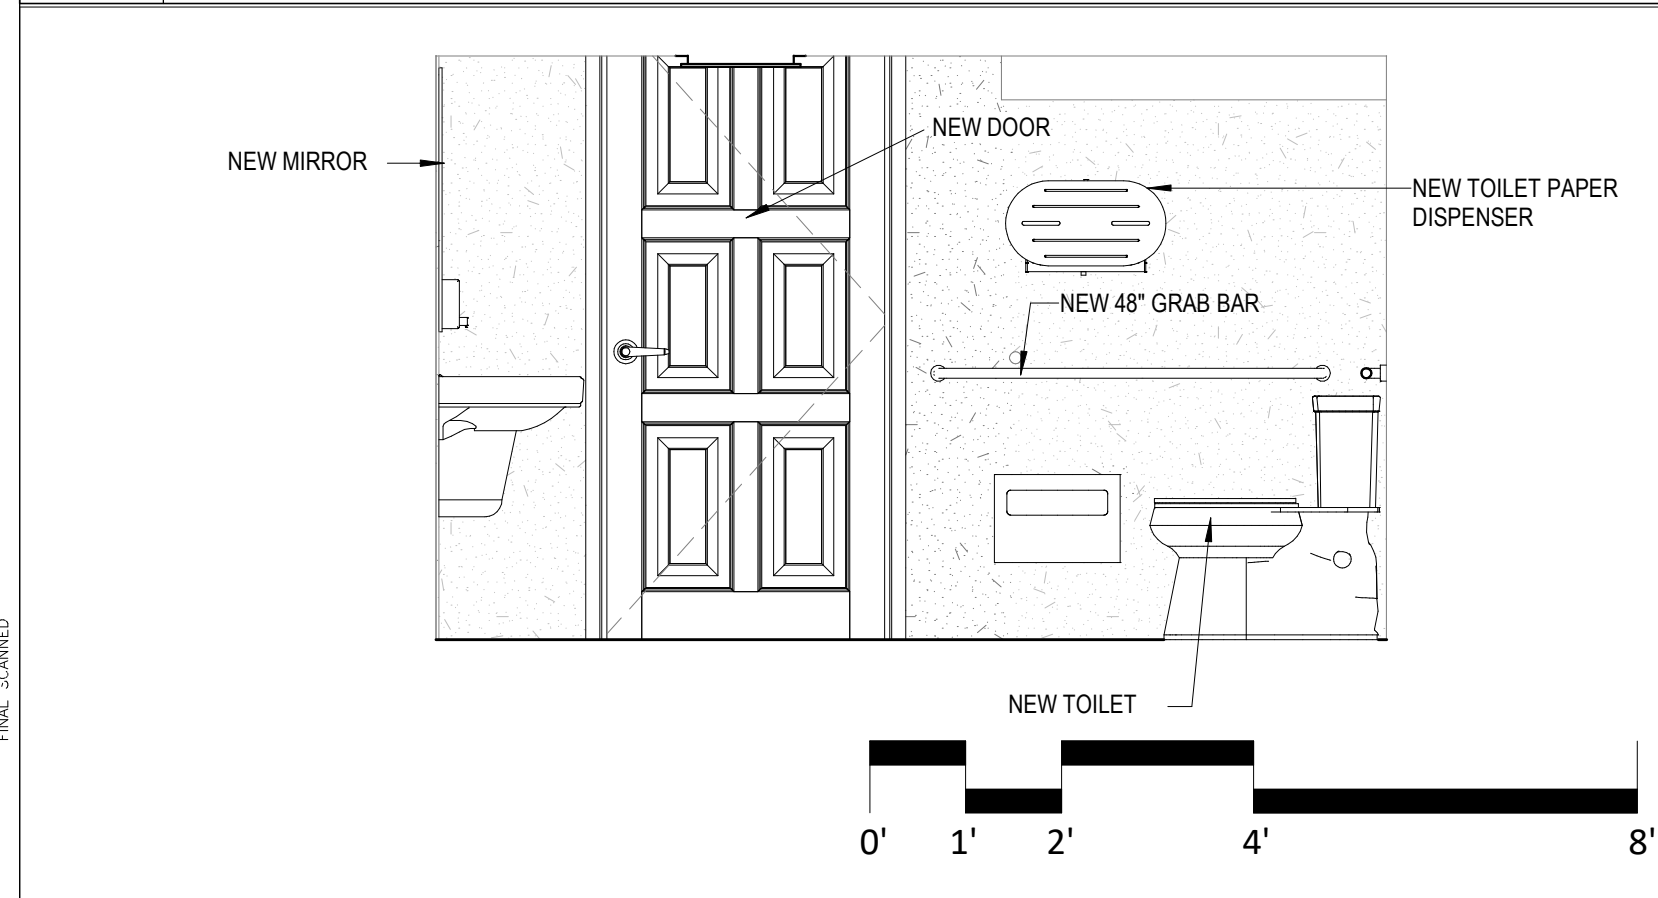 NEW DOOR
NEW MIRROR
NEW TOILET PAPER
DISPENSER
NEW 48" GRAB BAR
FINAL SCANNED
NEW TOILET
0' 1' 2' 4' 8'